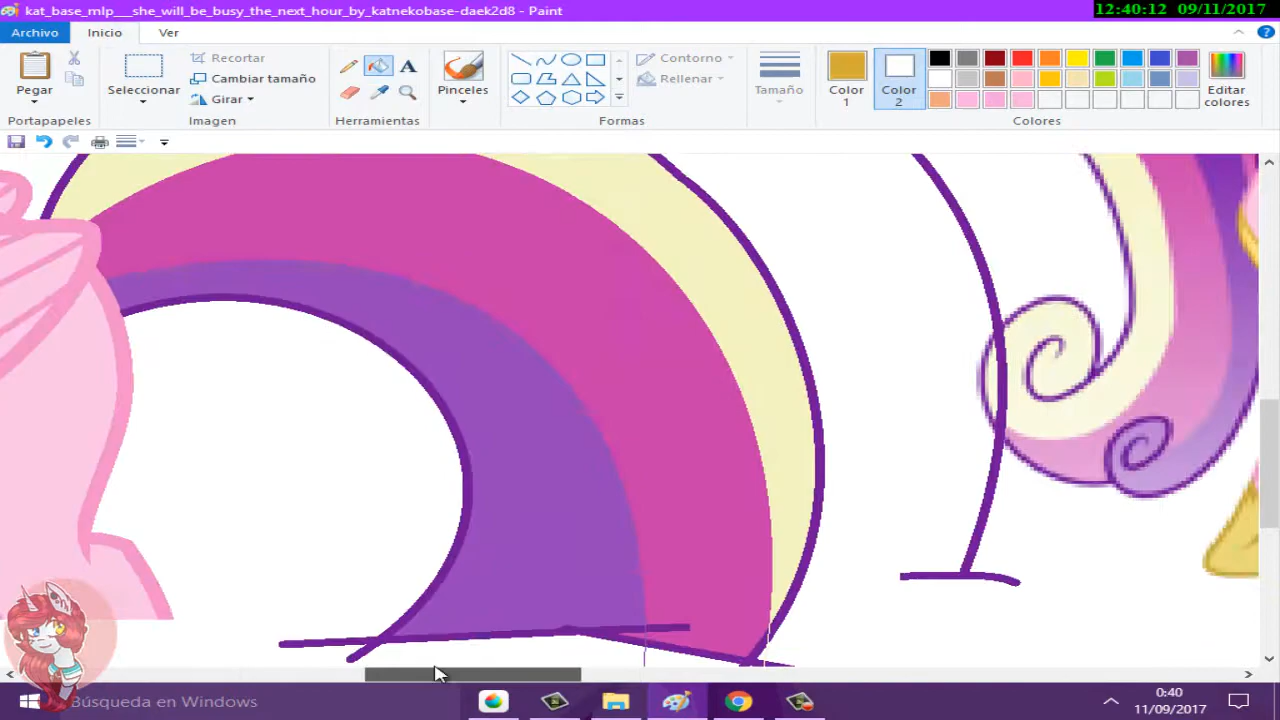 kat_base_mlp___she_will_be_busy_the_next_hour_by_katnekobase-daek2d8 - Paint
12:40:12 09/11/2017
Archivo Inicio Ver
Pegar
Portapapeles
Seleccionar
Recortar
Cambiar tamaño
Girar
Imagen
A
Herramientas
Pinceles
Contorno
Rellenar
Formas
Tamaño
Color 1
Color 2
Editar colores
Colores
Búsqueda en Windows
0:40
11/09/2017